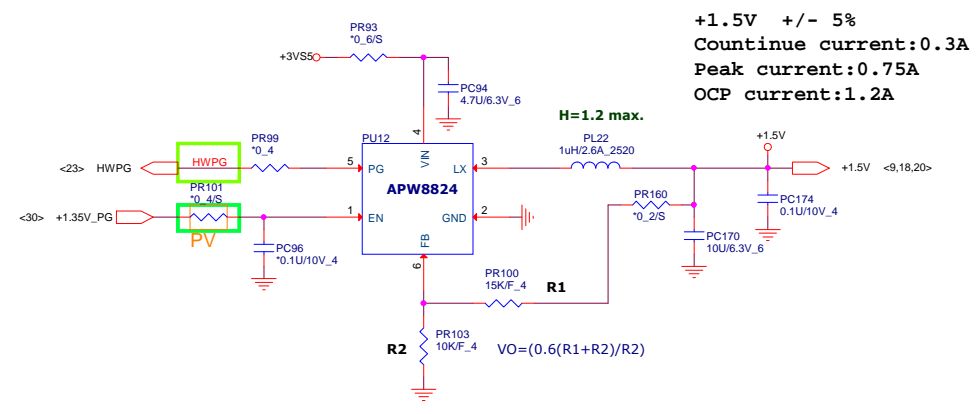 +1.5V +/- 5%
Countinue current:0.3A
Peak current:0.75A
OCP current:1.2A
PR93
*0_6/S
+3VS5
PC94
4.7U/6.3V_6
H=1.2 max.
PU12
4
VIN
PL22
1uH/2.6A_2520
+1.5V
<23> HWPG
HWPG
PR99
*0_4
5
PG
LX
3
+1.5V
<9,18,20>
APW8824
PR101
*0_4/S
PR160
*0_2/S
PC174
0.1U/10V_4
<30> +1.35V_PG
PV
1
EN
GND
2
FB
6
PC96
*0.1U/10V_4
PC170
10U/6.3V_6
PR100
15K/F_4
R1
R2
PR103
10K/F_4
VO=(0.6(R1+R2)/R2)